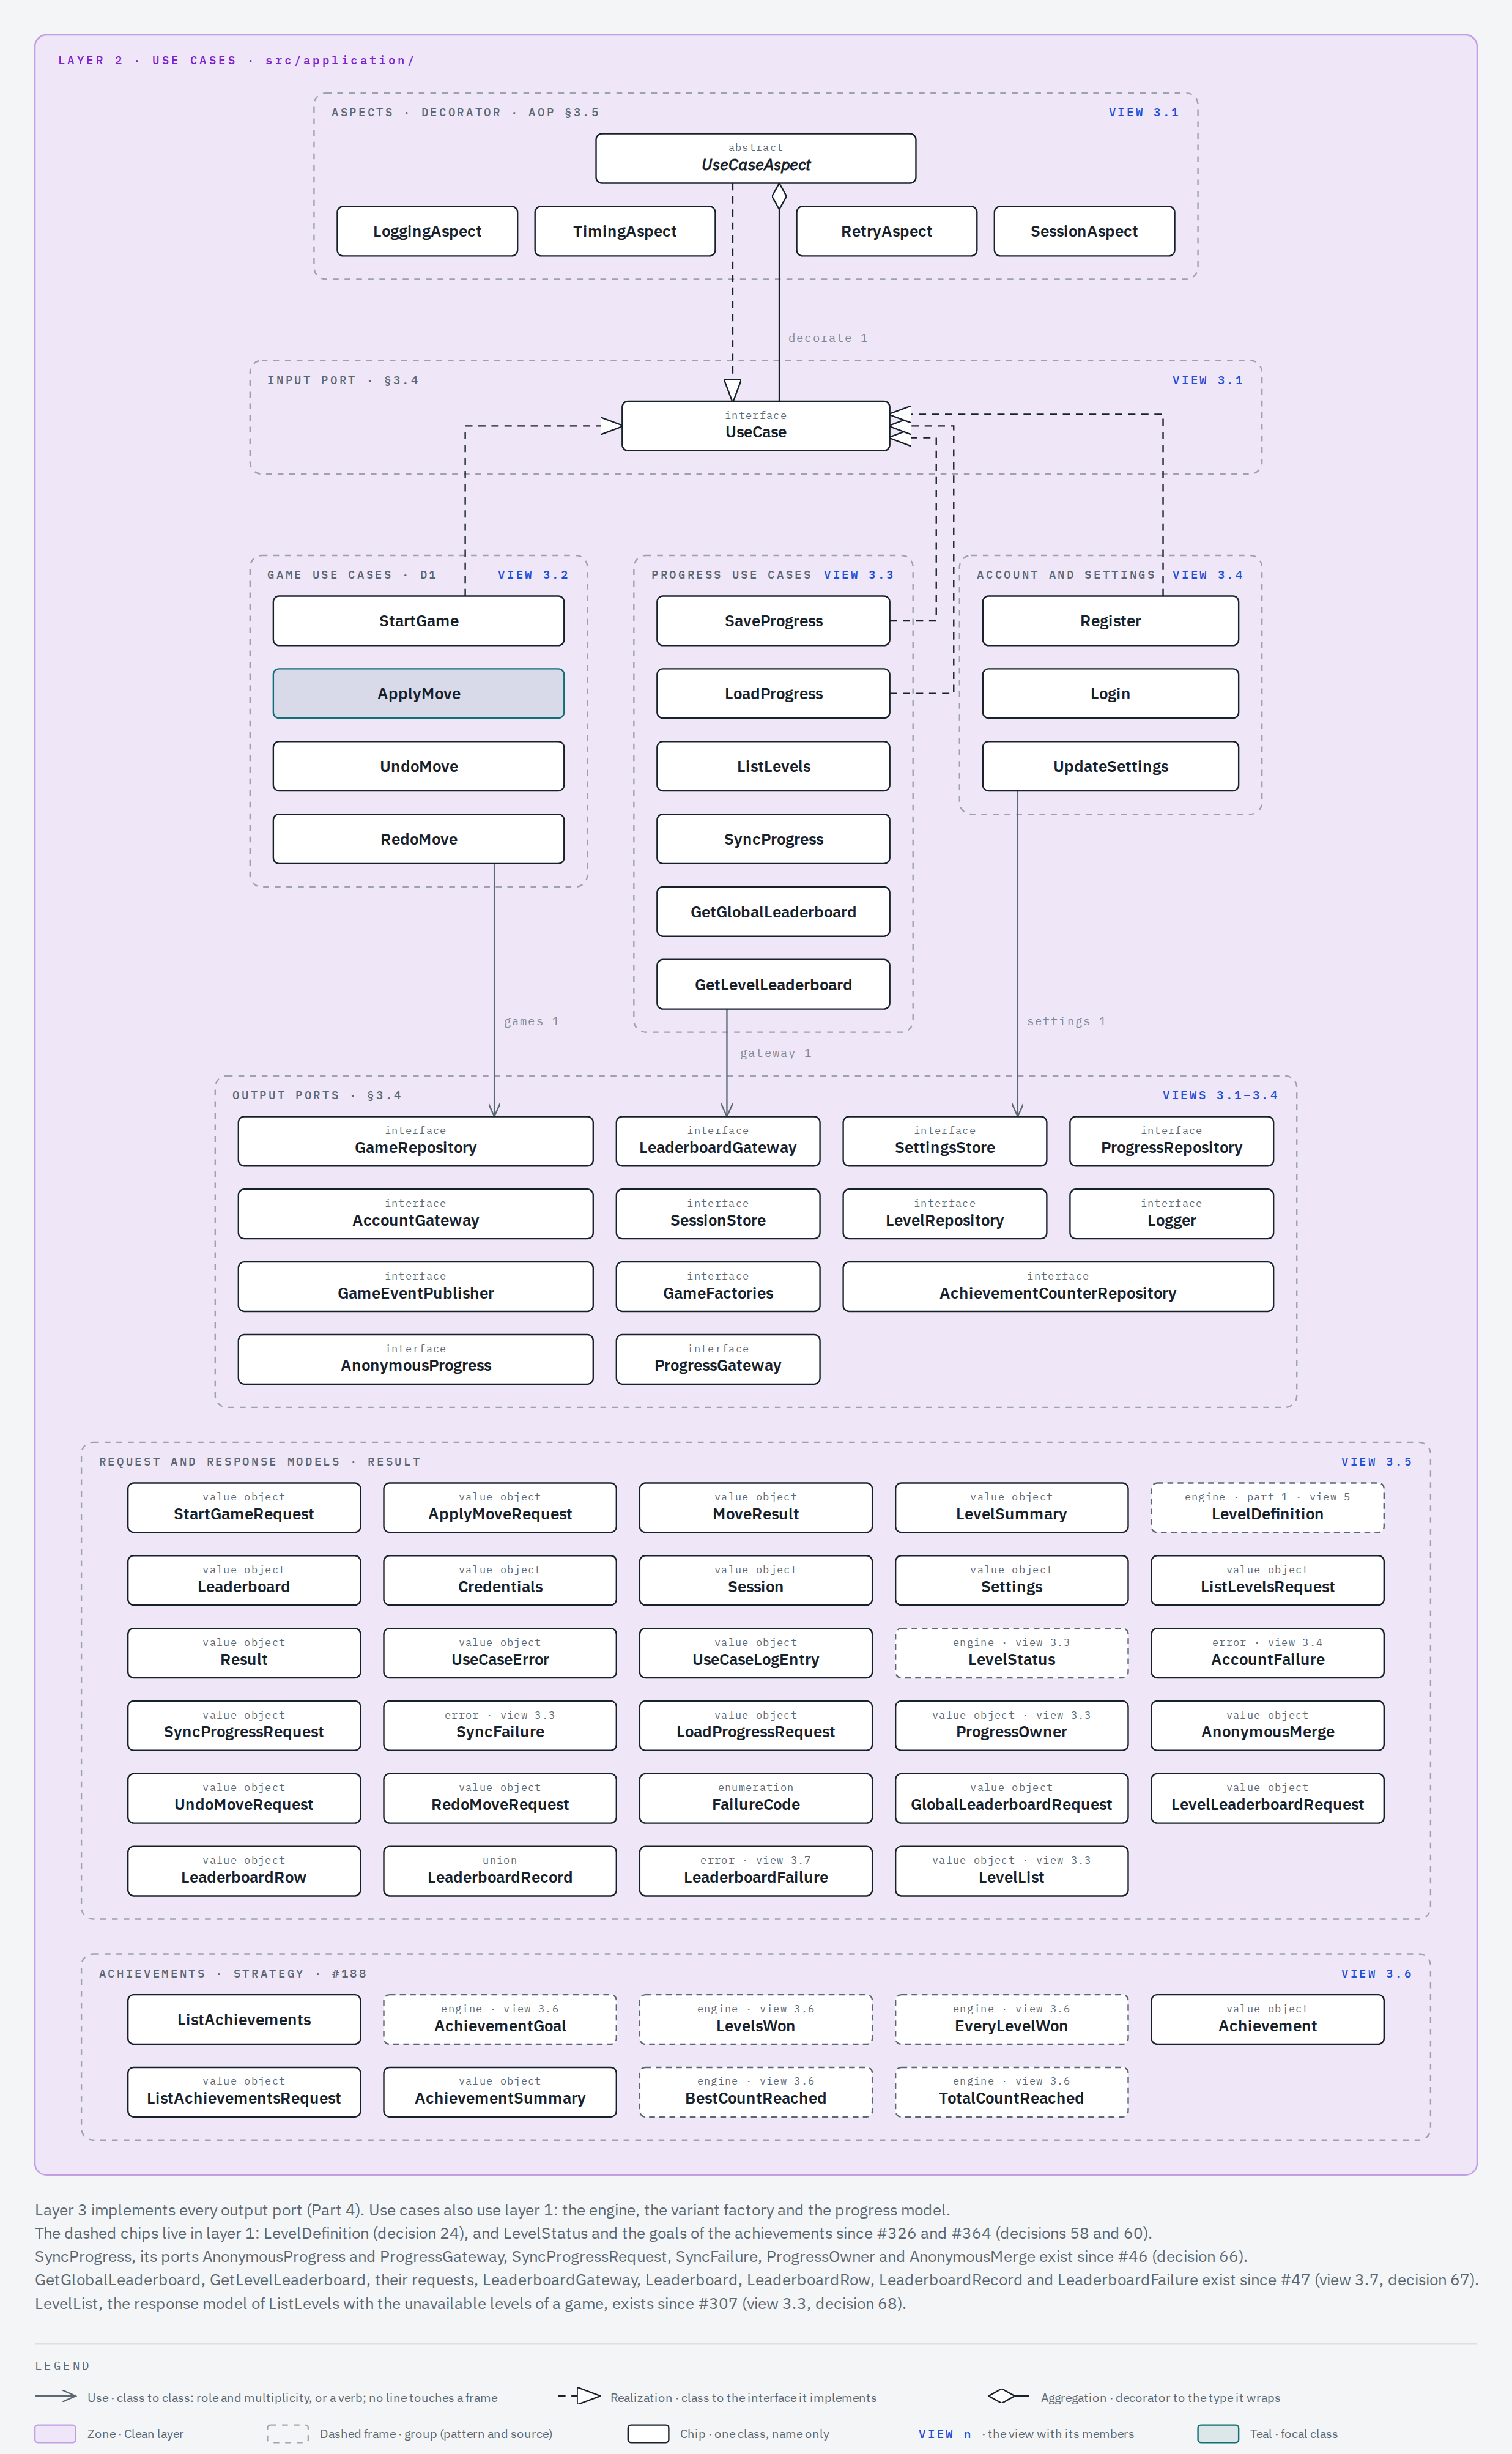 LAYER 2 · USE CASES · src/application/
ASPECTS · DECORATOR · AOP §3.5
VIEW 3.1
abstract
UseCaseAspect
LoggingAspect
TimingAspect
RetryAspect
SessionAspect
decorate 1
INPUT PORT · §3.4
VIEW 3.1
interface
UseCase
GAME USE CASES · D1
VIEW 3.2
PROGRESS USE CASES
VIEW 3.3
ACCOUNT AND SETTINGS
VIEW 3.4
StartGame
SaveProgress
Register
ApplyMove
LoadProgress
Login
UndoMove
ListLevels
UpdateSettings
RedoMove
SyncProgress
GetGlobalLeaderboard
GetLevelLeaderboard
games 1
settings 1
gateway 1
OUTPUT PORTS · §3.4
VIEWS 3.1–3.4
interface
GameRepository
interface
LeaderboardGateway
interface
SettingsStore
interface
ProgressRepository
interface
AccountGateway
interface
SessionStore
interface
LevelRepository
interface
Logger
interface
GameEventPublisher
interface
GameFactories
interface
AchievementCounterRepository
interface
AnonymousProgress
interface
ProgressGateway
REQUEST AND RESPONSE MODELS · RESULT
VIEW 3.5
value object
StartGameRequest
value object
ApplyMoveRequest
value object
MoveResult
value object
LevelSummary
engine · part 1 · view 5
LevelDefinition
value object
Leaderboard
value object
Credentials
value object
Session
value object
Settings
value object
ListLevelsRequest
value object
Result
value object
UseCaseError
value object
UseCaseLogEntry
engine · view 3.3
LevelStatus
error · view 3.4
AccountFailure
value object
SyncProgressRequest
error · view 3.3
SyncFailure
value object
LoadProgressRequest
value object · view 3.3
ProgressOwner
value object
AnonymousMerge
value object
UndoMoveRequest
value object
RedoMoveRequest
enumeration
FailureCode
value object
GlobalLeaderboardRequest
value object
LevelLeaderboardRequest
value object
LeaderboardRow
union
LeaderboardRecord
error · view 3.7
LeaderboardFailure
value object · view 3.3
LevelList
ACHIEVEMENTS · STRATEGY · #188
VIEW 3.6
ListAchievements
engine · view 3.6
AchievementGoal
engine · view 3.6
LevelsWon
engine · view 3.6
EveryLevelWon
value object
Achievement
value object
ListAchievementsRequest
value object
AchievementSummary
engine · view 3.6
BestCountReached
engine · view 3.6
TotalCountReached
Layer 3 implements every output port (Part 4). Use cases also use layer 1: the engine, the variant factory and the progress model.
The dashed chips live in layer 1: LevelDefinition (decision 24), and LevelStatus and the goals of the achievements since #326 and #364 (decisions 58 and 60).
SyncProgress, its ports AnonymousProgress and ProgressGateway, SyncProgressRequest, SyncFailure, ProgressOwner and AnonymousMerge exist since #46 (decision 66).
GetGlobalLeaderboard, GetLevelLeaderboard, their requests, LeaderboardGateway, Leaderboard, LeaderboardRow, LeaderboardRecord and LeaderboardFailure exist since #47 (view 3.7, decision 67).
LevelList, the response model of ListLevels with the unavailable levels of a game, exists since #307 (view 3.3, decision 68).
LEGEND
Use · class to class: role and multiplicity, or a verb; no line touches a frame
Realization · class to the interface it implements
Aggregation · decorator to the type it wraps
Zone · Clean layer
Dashed frame · group (pattern and source)
Chip · one class, name only
VIEW n · the view with its members
Teal · focal class